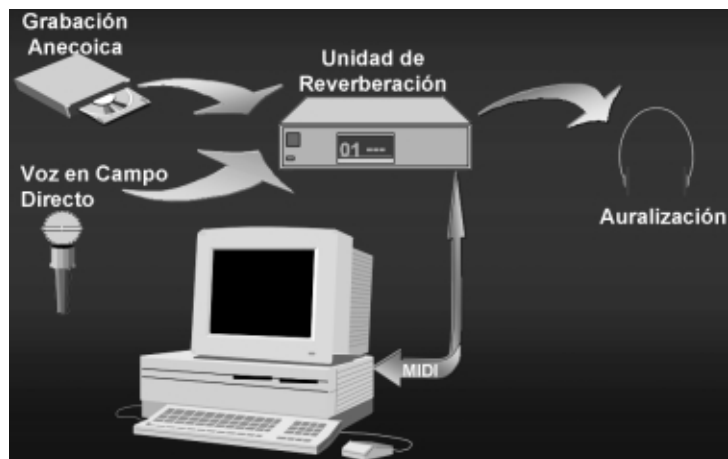 Grabación
Anecoica
Unidad de
Reverberación
01 ---
Voz en Campo
Directo
Auralización
MIDI